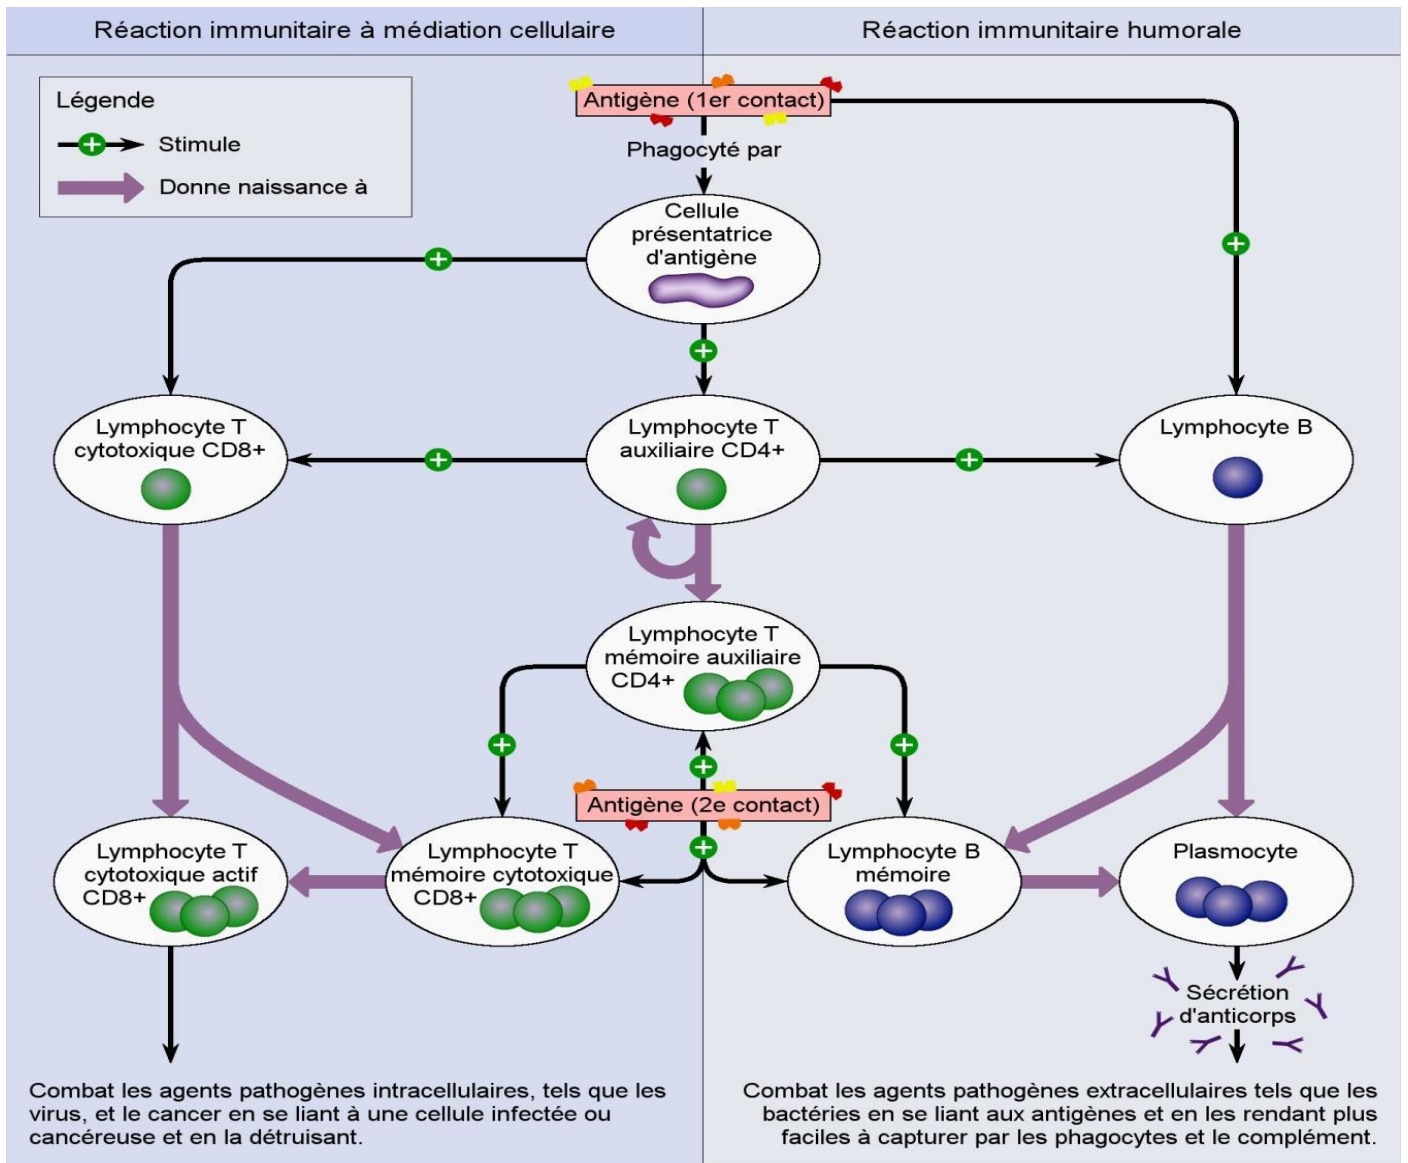 Réaction immunitaire à médiation cellulaire
Réaction immunitaire humorale
Légende
Stimule
Donne naissance à
Antigène (1er contact)
Phagocyté par
Cellule
présentatrice
d'antigène
Lymphocyte T
cytotoxique CD8+
Lymphocyte T
auxiliaire CD4+
Lymphocyte B
Lymphocyte T
mémoire auxiliaire
CD4+
Antigène (2e contact)
Lymphocyte T
cytotoxique actif
CD8+
Lymphocyte T
mémoire cytotoxique
CD8+
Lymphocyte B
mémoire
Plasmocyte
Sécrétion
d'anticorps
Combat les agents pathogènes intracellulaires, tels que les
virus, et le cancer en se liant à une cellule infectée ou
cancéreuse et en la détruisant.
Combat les agents pathogènes extracellulaires tels que les
bactéries en se liant aux antigènes et en les rendant plus
faciles à capturer par les phagocytes et le complément.